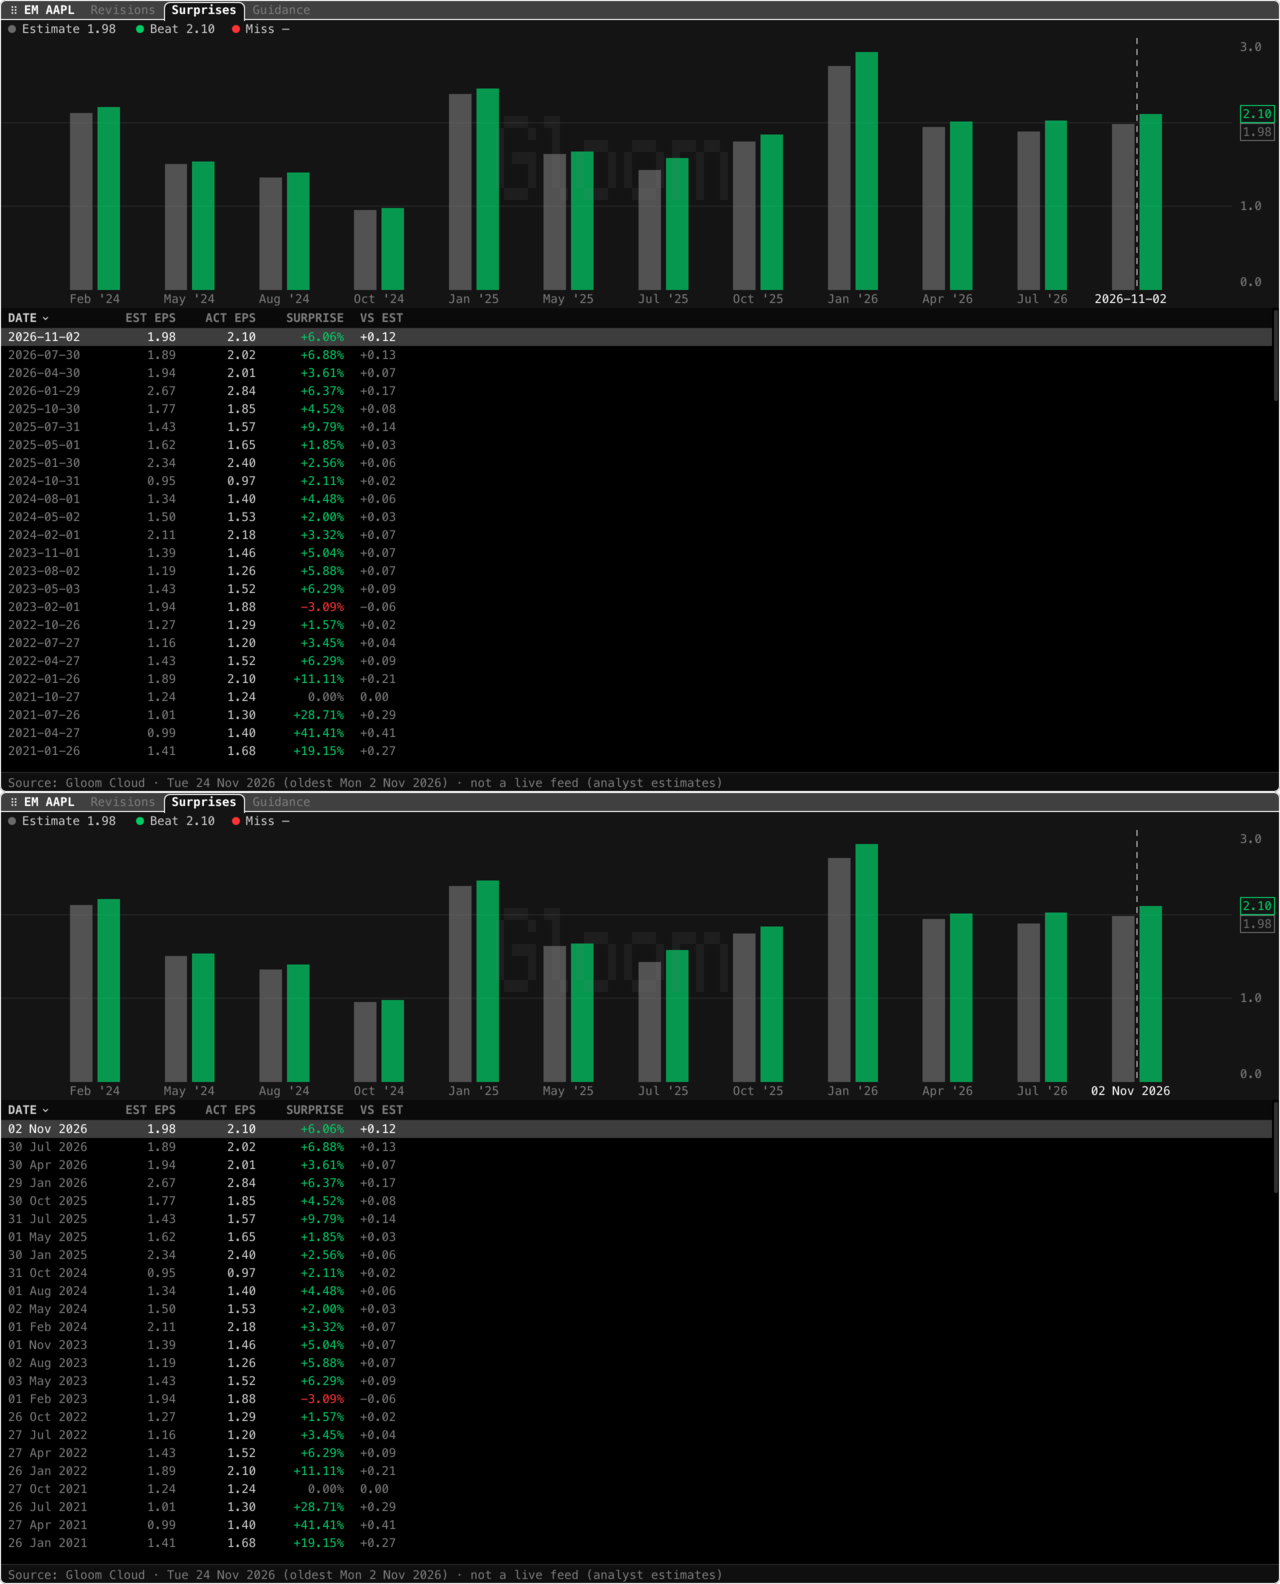 ⠿ EM AAPL Revisions Surprises Guidance
Estimate 1.98 Beat 2.10 Miss —
3.0
2.10
1.98
1.0
0.0
Gloom
Feb '24 May '24 Aug '24 Oct '24 Jan '25 May '25 Jul '25 Oct '25 Jan '26 Apr '26 Jul '26 2026-11-02
DATE ⌄ EST EPS ACT EPS SURPRISE VS EST
2026-11-02 1.98 2.10 +6.06% +0.12
2026-07-30 1.89 2.02 +6.88% +0.13
2026-04-30 1.94 2.01 +3.61% +0.07
2026-01-29 2.67 2.84 +6.37% +0.17
2025-10-30 1.77 1.85 +4.52% +0.08
2025-07-31 1.43 1.57 +9.79% +0.14
2025-05-01 1.62 1.65 +1.85% +0.03
2025-01-30 2.34 2.40 +2.56% +0.06
2024-10-31 0.95 0.97 +2.11% +0.02
2024-08-01 1.34 1.40 +4.48% +0.06
2024-05-02 1.50 1.53 +2.00% +0.03
2024-02-01 2.11 2.18 +3.32% +0.07
2023-11-01 1.39 1.46 +5.04% +0.07
2023-08-02 1.19 1.26 +5.88% +0.07
2023-05-03 1.43 1.52 +6.29% +0.09
2023-02-01 1.94 1.88 −3.09% −0.06
2022-10-26 1.27 1.29 +1.57% +0.02
2022-07-27 1.16 1.20 +3.45% +0.04
2022-04-27 1.43 1.52 +6.29% +0.09
2022-01-26 1.89 2.10 +11.11% +0.21
2021-10-27 1.24 1.24 0.00% 0.00
2021-07-26 1.01 1.30 +28.71% +0.29
2021-04-27 0.99 1.40 +41.41% +0.41
2021-01-26 1.41 1.68 +19.15% +0.27
Source: Gloom Cloud · Tue 24 Nov 2026 (oldest Mon 2 Nov 2026) · not a live feed (analyst estimates)
⠿ EM AAPL Revisions Surprises Guidance
Estimate 1.98 Beat 2.10 Miss —
3.0
2.10
1.98
1.0
0.0
Gloom
Feb '24 May '24 Aug '24 Oct '24 Jan '25 May '25 Jul '25 Oct '25 Jan '26 Apr '26 Jul '26 02 Nov 2026
DATE ⌄ EST EPS ACT EPS SURPRISE VS EST
02 Nov 2026 1.98 2.10 +6.06% +0.12
30 Jul 2026 1.89 2.02 +6.88% +0.13
30 Apr 2026 1.94 2.01 +3.61% +0.07
29 Jan 2026 2.67 2.84 +6.37% +0.17
30 Oct 2025 1.77 1.85 +4.52% +0.08
31 Jul 2025 1.43 1.57 +9.79% +0.14
01 May 2025 1.62 1.65 +1.85% +0.03
30 Jan 2025 2.34 2.40 +2.56% +0.06
31 Oct 2024 0.95 0.97 +2.11% +0.02
01 Aug 2024 1.34 1.40 +4.48% +0.06
02 May 2024 1.50 1.53 +2.00% +0.03
01 Feb 2024 2.11 2.18 +3.32% +0.07
01 Nov 2023 1.39 1.46 +5.04% +0.07
02 Aug 2023 1.19 1.26 +5.88% +0.07
03 May 2023 1.43 1.52 +6.29% +0.09
01 Feb 2023 1.94 1.88 −3.09% −0.06
26 Oct 2022 1.27 1.29 +1.57% +0.02
27 Jul 2022 1.16 1.20 +3.45% +0.04
27 Apr 2022 1.43 1.52 +6.29% +0.09
26 Jan 2022 1.89 2.10 +11.11% +0.21
27 Oct 2021 1.24 1.24 0.00% 0.00
26 Jul 2021 1.01 1.30 +28.71% +0.29
27 Apr 2021 0.99 1.40 +41.41% +0.41
26 Jan 2021 1.41 1.68 +19.15% +0.27
Source: Gloom Cloud · Tue 24 Nov 2026 (oldest Mon 2 Nov 2026) · not a live feed (analyst estimates)